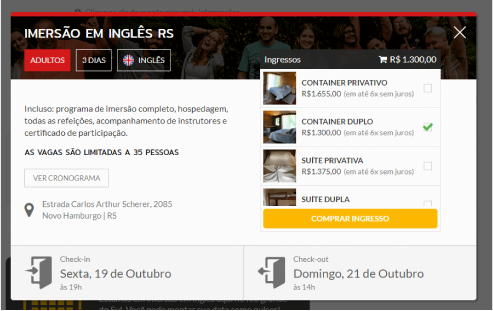 IMERSÃO EM INGLÊS RS
ADULTOS
3 DIAS
INGLÊS
Incluso: programa de imersão completo, hospedagem,
todas as refeições, acompanhamento de instrutores e
certificado de participação.
AS VAGAS SÃO LIMITADAS A 35 PESSOAS
VER CRONOGRAMA
Estrada Carlos Arthur Scherer, 2085
Novo Hamburgo | RS
Ingressos
R$ 1.300,00
CONTAINER PRIVATIVO
R$1.655,00 (em até 6x sem juros)
CONTAINER DUPLO
R$1.300,00 (em até 6x sem juros)
SUÍTE PRIVATIVA
R$1.375,00 (em até 6x sem juros)
SUÍTE DUPLA
COMPRAR INGRESSO
Check-in
Sexta, 19 de Outubro
às 19h
Check-out
Domingo, 21 de Outubro
às 14h